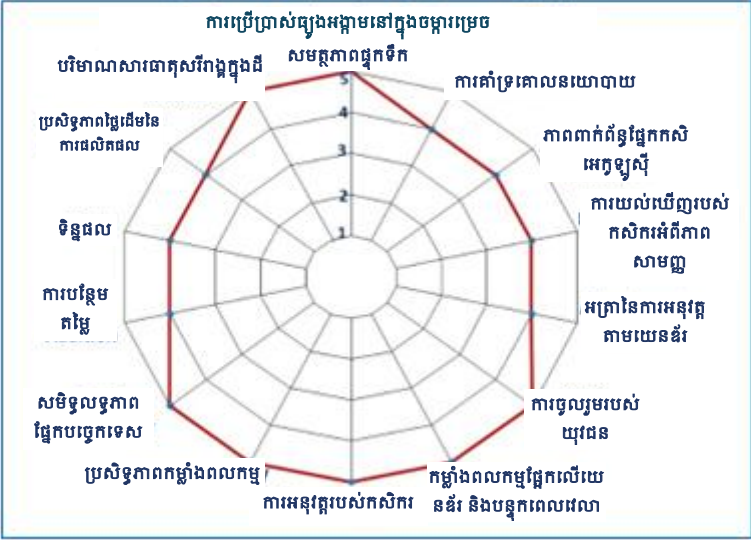 ការប្រើប្រាស់ធ្យូងអង្កាមនៅក្នុងចម្ការម្រេច
សមត្ថភាពផ្ទុកទឹក
បរិមាណសារធាតុសរីរាង្គក្នុងដី
ការគាំទ្រគោលនយោបាយ
ប្រសិទ្ធភាពថ្លៃដើមនៃ
ការផលិតផល
ភាពពាក់ព័ន្ធផ្នែកកសិ
អេកូឡូស៊ី
ទិន្នផល
ការយល់ឃើញរបស់
កសិករអំពីភាព
សាមញ្ញ
ការបន្ថែម
តម្លៃ
អត្រានៃការអនុវត្ត
តាមយេនឌ័រ
សមិទ្ធលទ្ធភាព
ផ្នែកបច្ចេកទេស
ការចូលរួមរបស់
យុវជន
ប្រសិទ្ធភាពកម្លាំងពលកម្ម
ការអនុវត្តរបស់កសិករ
កម្លាំងពលកម្មផ្អែកលើយេ
នឌ័រ និងបន្ទុកពេលវេលា
5
4
3
2
1